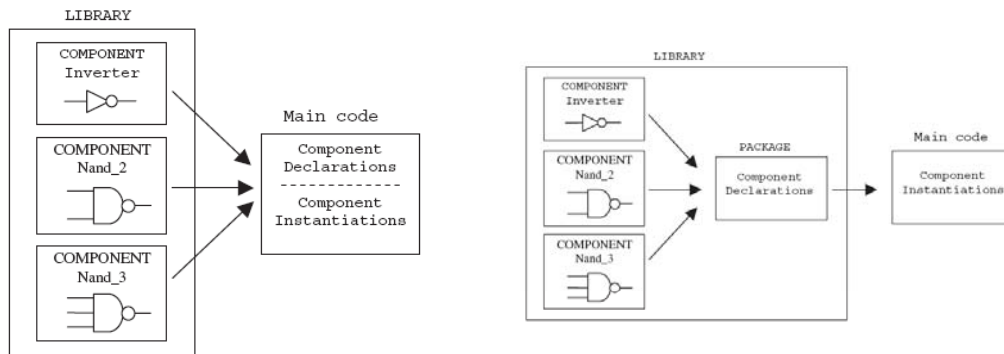 LIBRARY
COMPONENT
Inverter
COMPONENT
Nand_2
COMPONENT
Nand_3
Main code
Component
Declarations
Component
Instantiations
LIBRARY
COMPONENT
Inverter
COMPONENT
Nand_2
COMPONENT
Nand_3
PACKAGE
Component
Declarations
Main code
Component
Instantiations